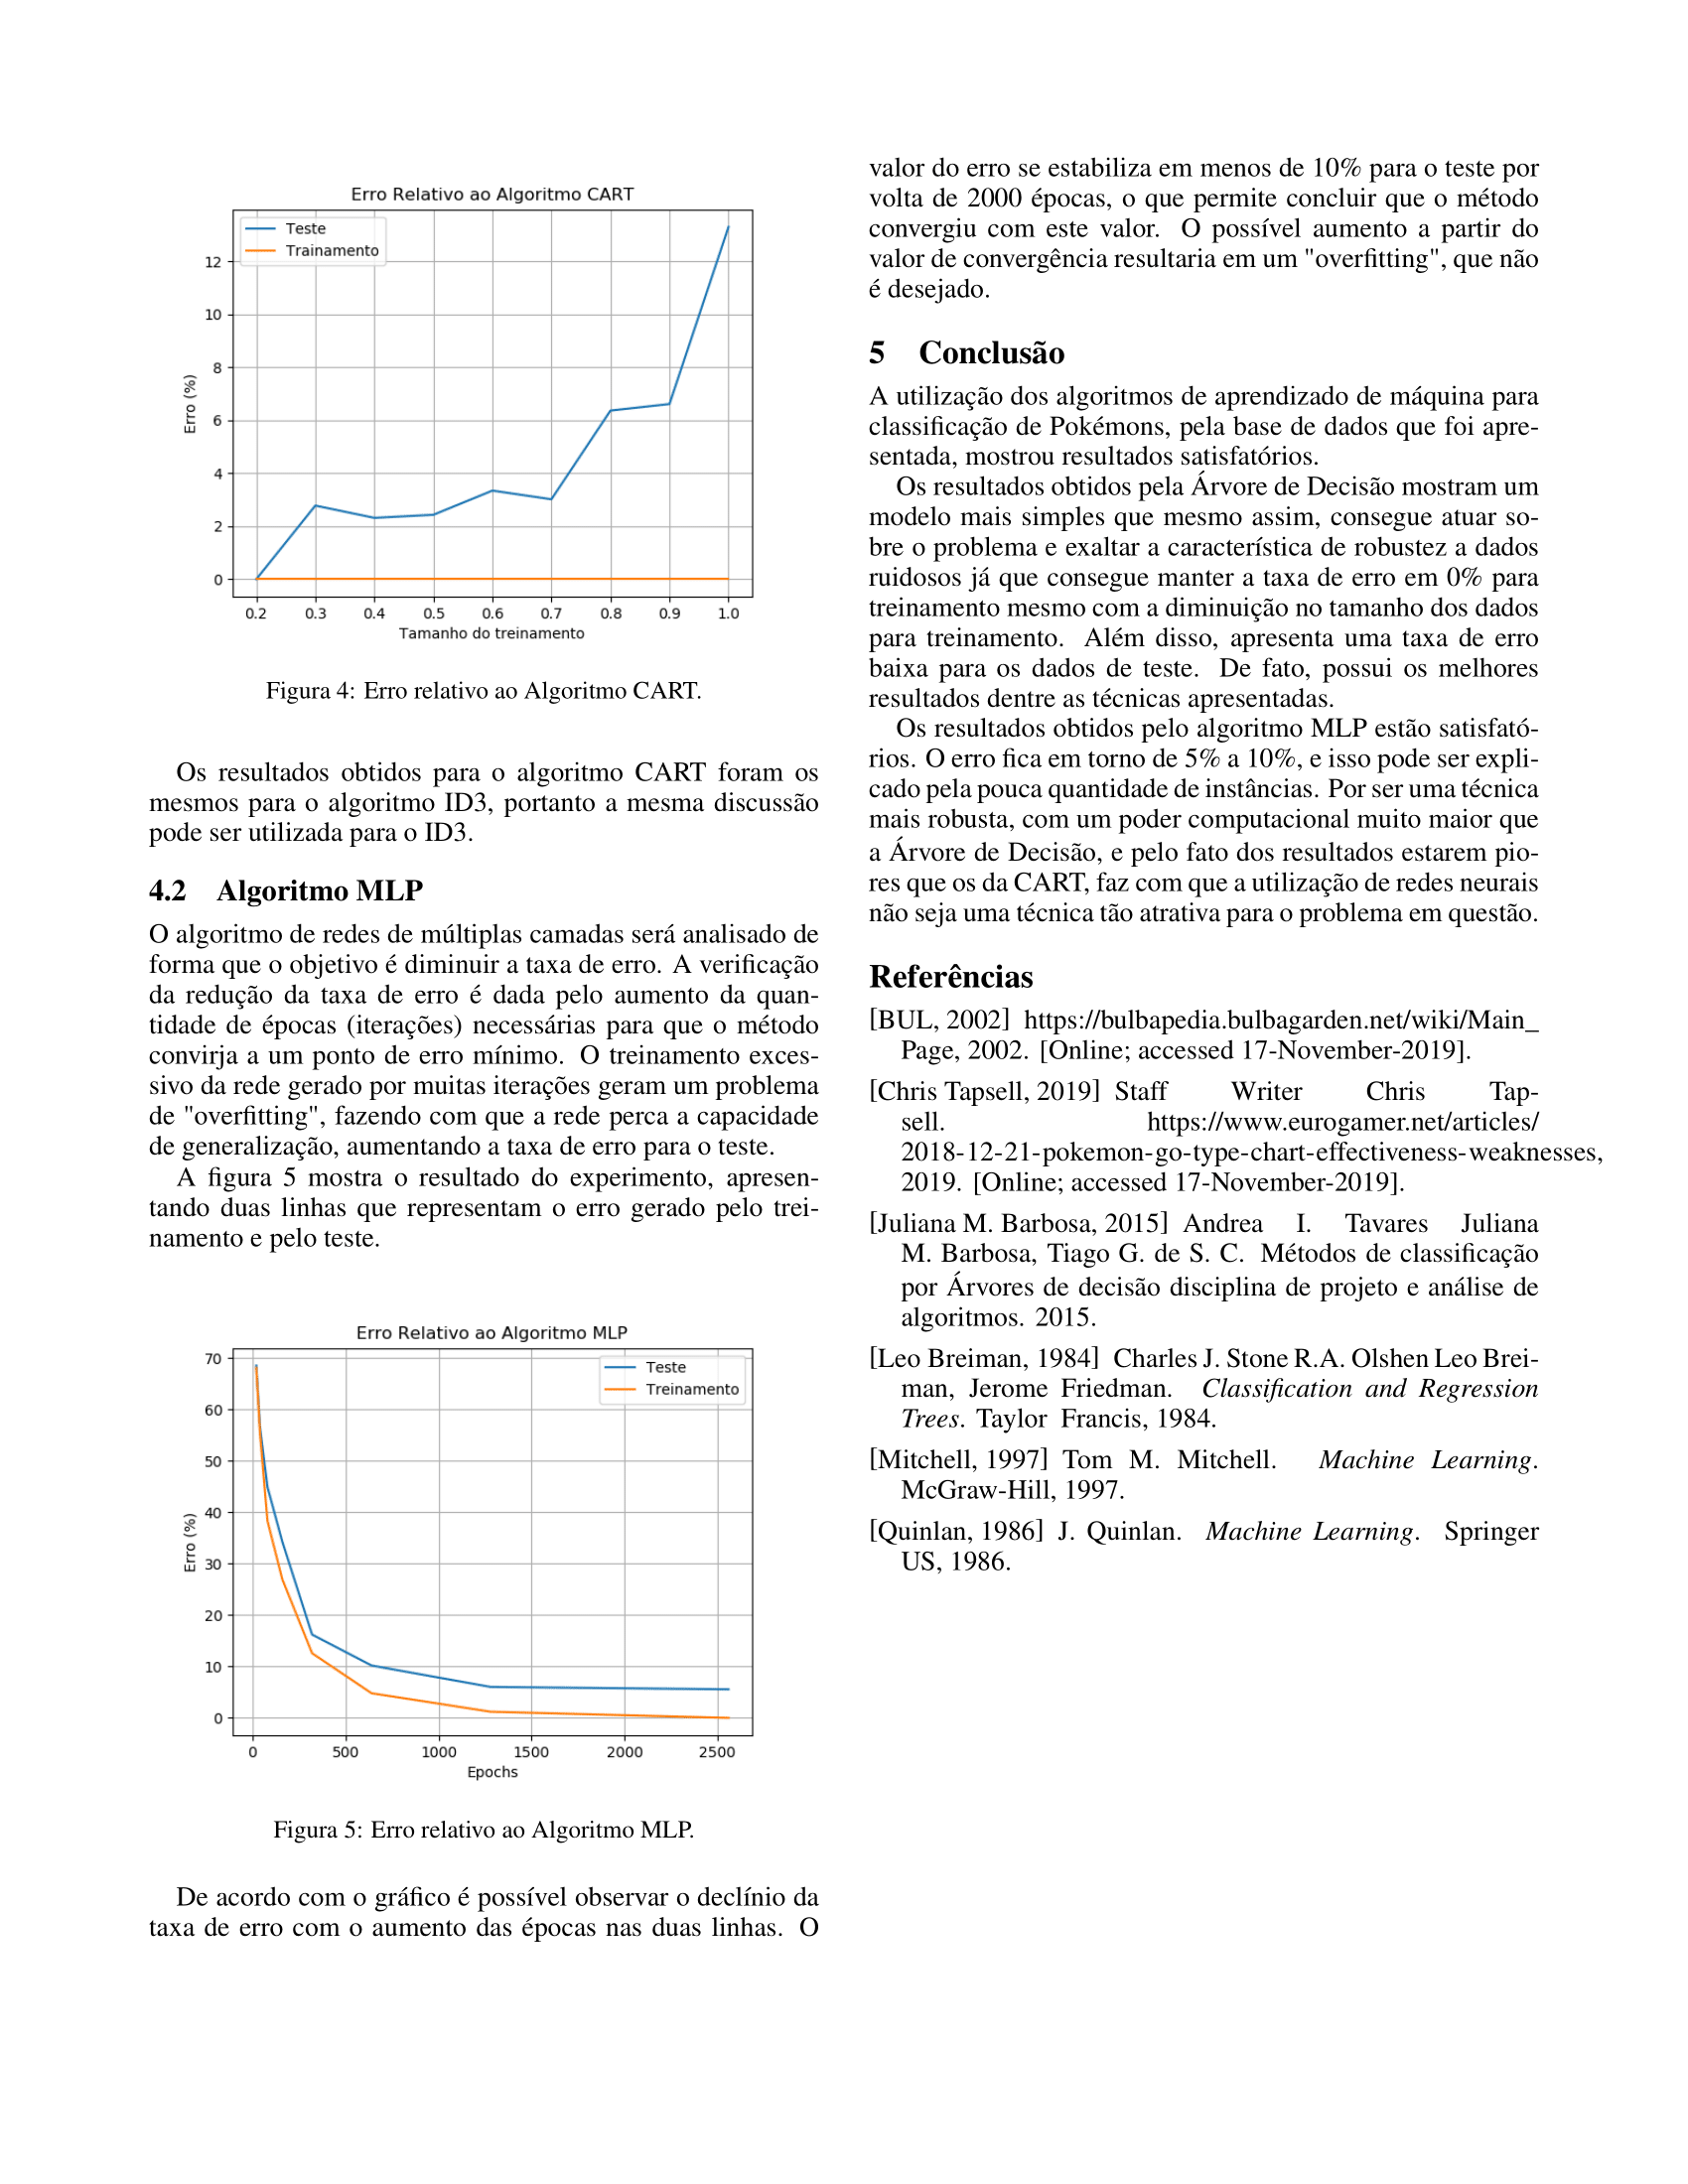 Erro Relativo ao Algoritmo CART
Teste
Trainamento
Erro (%)
12
10
8
6
4
2
0
0.2 0.3 0.4 0.5 0.6 0.7 0.8 0.9 1.0
Tamanho do treinamento
Figura 4: Erro relativo ao Algoritmo CART.
Os resultados obtidos para o algoritmo CART foram os
mesmos para o algoritmo ID3, portanto a mesma discussão
pode ser utilizada para o ID3.
4.2 Algoritmo MLP
O algoritmo de redes de múltiplas camadas será analisado de
forma que o objetivo é diminuir a taxa de erro. A verificação
da redução da taxa de erro é dada pelo aumento da quan-
tidade de épocas (iterações) necessárias para que o método
convirja a um ponto de erro mínimo. O treinamento exces-
sivo da rede gerado por muitas iterações geram um problema
de "overfitting", fazendo com que a rede perca a capacidade
de generalização, aumentando a taxa de erro para o teste.
A figura 5 mostra o resultado do experimento, apresen-
tando duas linhas que representam o erro gerado pelo trei-
namento e pelo teste.
Erro Relativo ao Algoritmo MLP
Teste
Treinamento
Erro (%)
70
60
50
40
30
20
10
0
0 500 1000 1500 2000 2500
Epochs
Figura 5: Erro relativo ao Algoritmo MLP.
De acordo com o gráfico é possível observar o declínio da
taxa de erro com o aumento das épocas nas duas linhas. O
valor do erro se estabiliza em menos de 10% para o teste por
volta de 2000 épocas, o que permite concluir que o método
convergiu com este valor. O possível aumento a partir do
valor de convergência resultaria em um "overfitting", que não
é desejado.
5 Conclusão
A utilização dos algoritmos de aprendizado de máquina para
classificação de Pokémons, pela base de dados que foi apre-
sentada, mostrou resultados satisfatórios.
Os resultados obtidos pela Árvore de Decisão mostram um
modelo mais simples que mesmo assim, consegue atuar so-
bre o problema e exaltar a característica de robustez a dados
ruidosos já que consegue manter a taxa de erro em 0% para
treinamento mesmo com a diminuição no tamanho dos dados
para treinamento. Além disso, apresenta uma taxa de erro
baixa para os dados de teste. De fato, possui os melhores
resultados dentre as técnicas apresentadas.
Os resultados obtidos pelo algoritmo MLP estão satisfató-
rios. O erro fica em torno de 5% a 10%, e isso pode ser expli-
cado pela pouca quantidade de instâncias. Por ser uma técnica
mais robusta, com um poder computacional muito maior que
a Árvore de Decisão, e pelo fato dos resultados estarem pio-
res que os da CART, faz com que a utilização de redes neurais
não seja uma técnica tão atrativa para o problema em questão.
Referências
[BUL, 2002] https://bulbapedia.bulbagarden.net/wiki/Main_
Page, 2002. [Online; accessed 17-November-2019].
[Chris Tapsell, 2019] Staff Writer Chris Tap-
sell. https://www.eurogamer.net/articles/
2018-12-21-pokemon-go-type-chart-effectiveness-weaknesses,
2019. [Online; accessed 17-November-2019].
[Juliana M. Barbosa, 2015] Andrea I. Tavares Juliana
M. Barbosa, Tiago G. de S. C. Métodos de classificação
por Árvores de decisão disciplina de projeto e análise de
algoritmos. 2015.
[Leo Breiman, 1984] Charles J. Stone R.A. Olshen Leo Brei-
man, Jerome Friedman. Classification and Regression
Trees. Taylor Francis, 1984.
[Mitchell, 1997] Tom M. Mitchell. Machine Learning.
McGraw-Hill, 1997.
[Quinlan, 1986] J. Quinlan. Machine Learning. Springer
US, 1986.